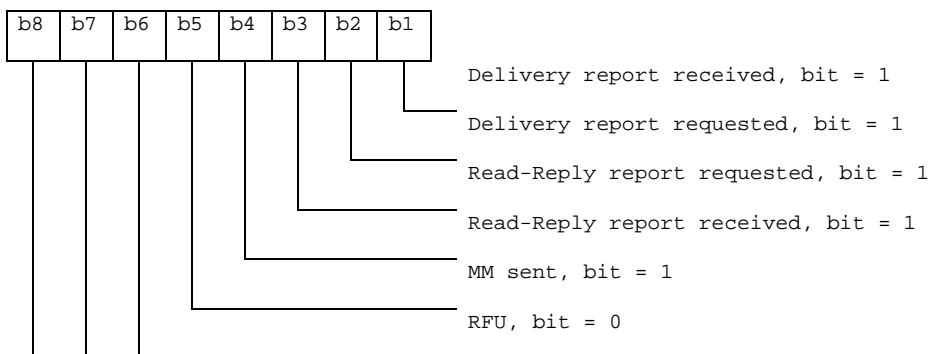 b8 b7 b6 b5 b4 b3 b2 b1
Delivery report received, bit = 1
Delivery report requested, bit = 1
Read-Reply report requested, bit = 1
Read-Reply report received, bit = 1
MM sent, bit = 1
RFU, bit = 0